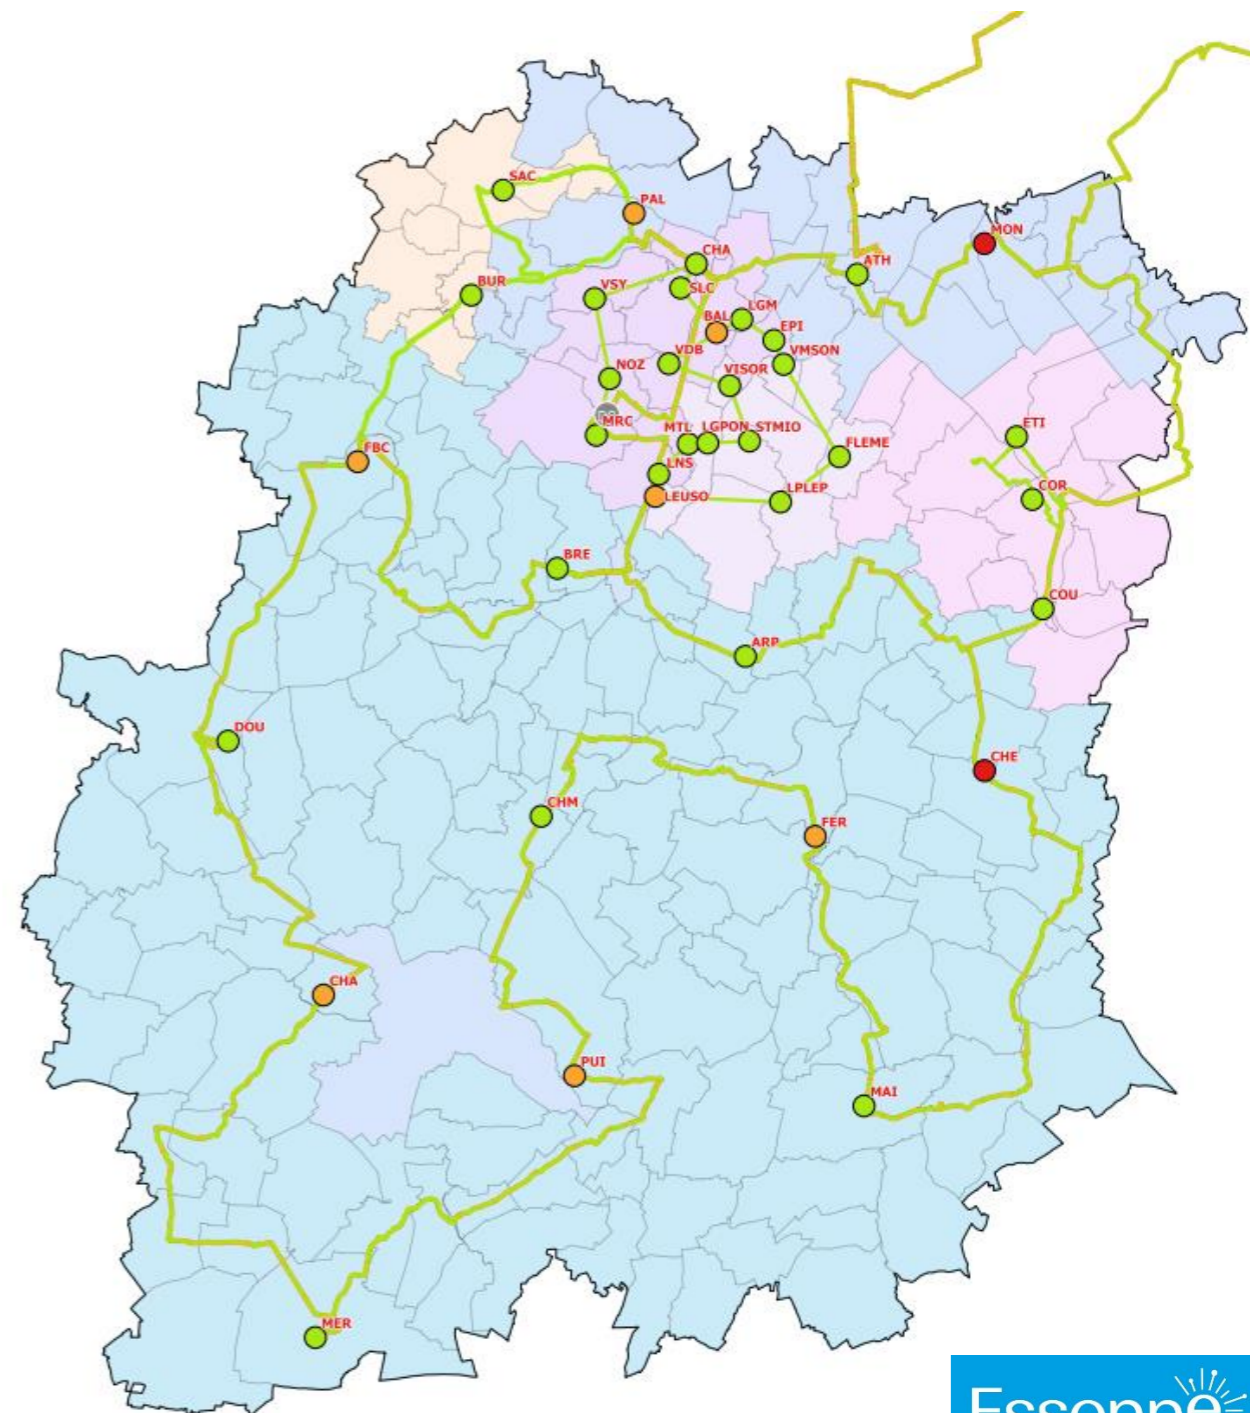 SAC
PAL
MON
CHA
ATH
BUR
VSY
SLC
LGM
BAL
EPI
VDB
VMSON
NOZ
VISOR
MRC
MTL
LGPON
STMIO
ETI
FLEME
FBC
LNS
COR
LEUSO
LPLEP
BRE
COU
ARP
DOU
CHE
CHM
FER
CHA
PUI
MAI
MER
Essonne